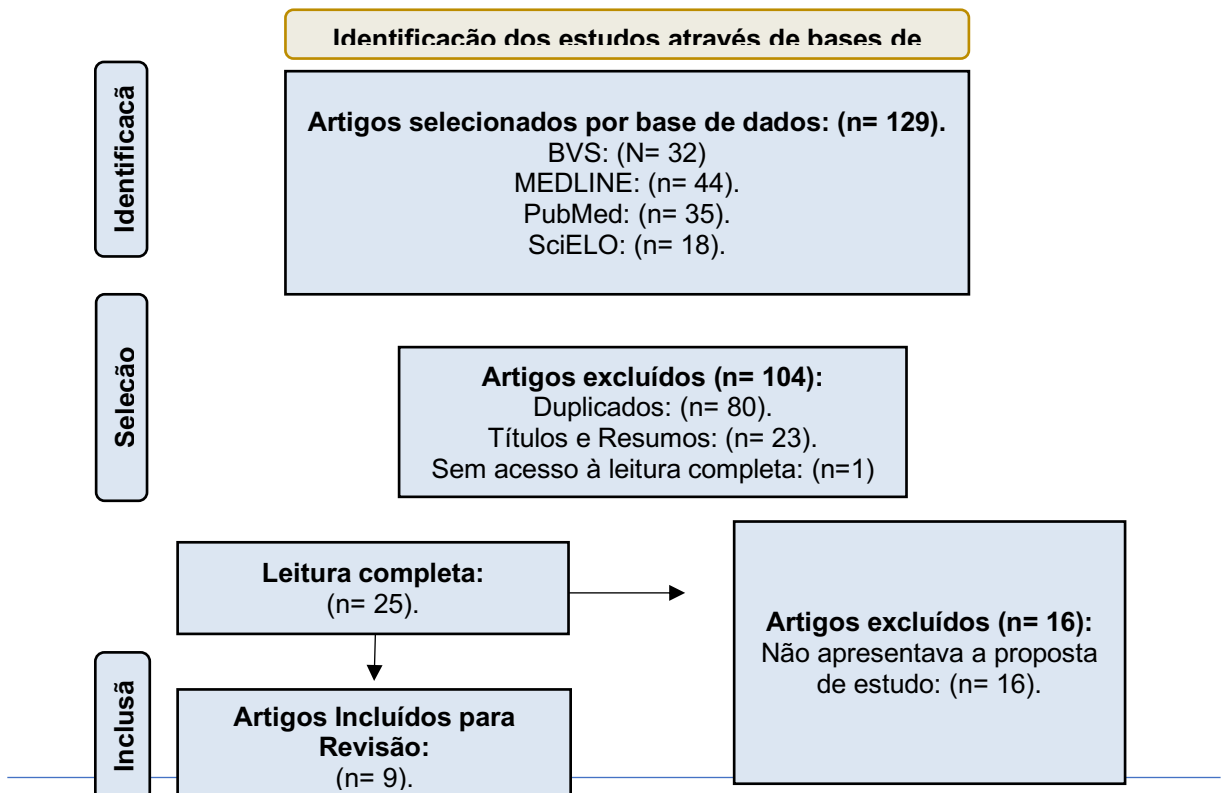 Identificação dos estudos através de bases de
Identificaçã
Artigos selecionados por base de dados: (n= 129).
BVS: (N= 32)
MEDLINE: (n= 44).
PubMed: (n= 35).
SciELO: (n= 18).
Seleção
Artigos excluídos (n= 104):
Duplicados: (n= 80).
Títulos e Resumos: (n= 23).
Sem acesso à leitura completa: (n=1)
Leitura completa:
(n= 25).
Artigos excluídos (n= 16):
Não apresentava a proposta
de estudo: (n= 16).
Inclusã
Artigos Incluídos para
Revisão:
(n= 9).